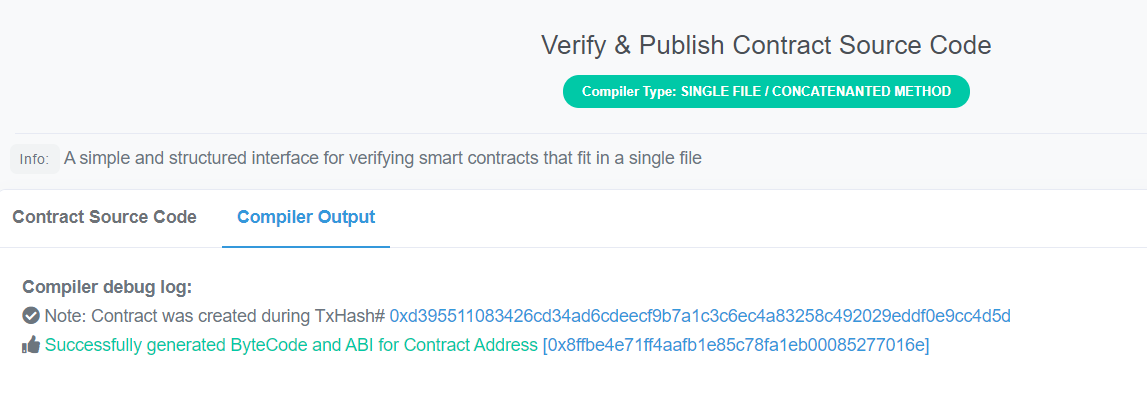 Verify & Publish Contract Source Code
Compiler Type: SINGLE FILE / CONCATENANTED METHOD
Info: A simple and structured interface for verifying smart contracts that fit in a single file
Contract Source Code Compiler Output
Compiler debug log:
Note: Contract was created during TxHash# 0xd395511083426cd34ad6cdeecf9b7a1c3c6ec4a83258c492029eddf0e9cc4d5d
Successfully generated ByteCode and ABI for Contract Address [0x8ffbe4e71ff4aafb1e85c78fa1eb00085277016e]